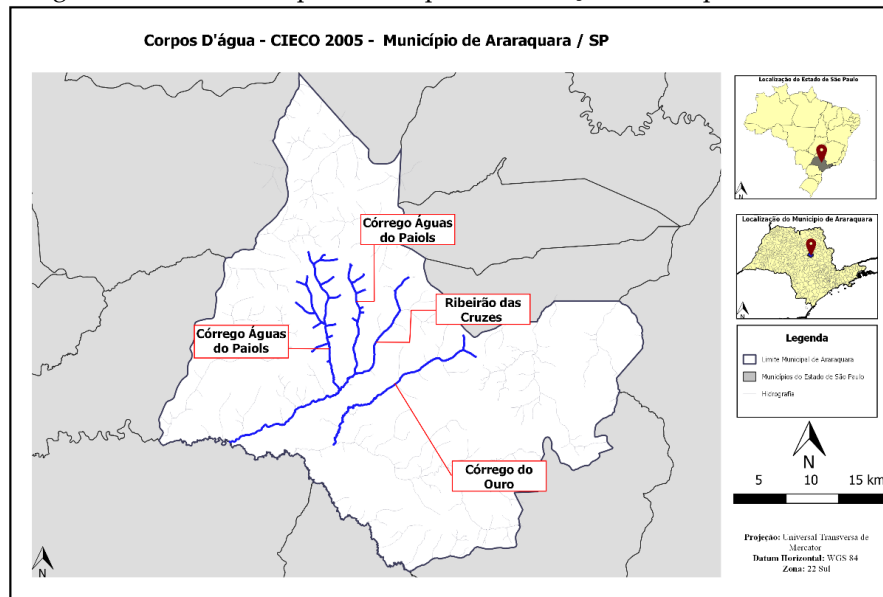 Corpos D'água - CIECO 2005 - Município de Araraquara / SP
Localização do Estado de São Paulo
N
Localização do Município de Araraquara
N
Córrego Águas
do Paiols
Ribeirão das
Cruzes
Córrego Águas
do Paiols
Córrego do
Ouro
Legenda
Limite Municipal de Araraquara
Municípios do Estado de São Paulo
Hidrografia
N
5 10 15 km
Projeção: Universal Transversa de
Mercator
Datum Horizontal: WGS 84
Zona: 22 Sul
N